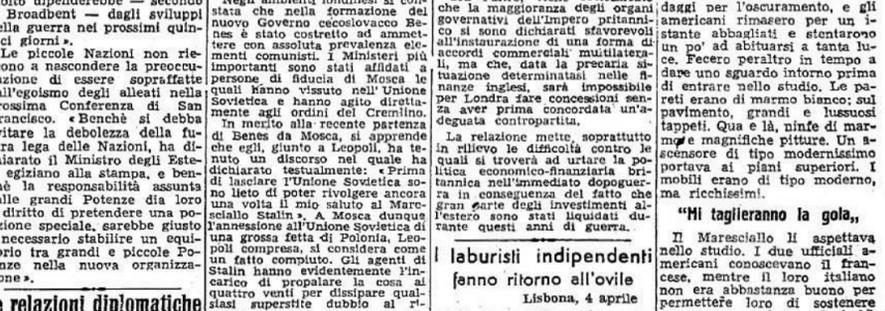 Broadbent — dagli sviluppi
della guerra nei prossimi quin-
dici giorni».
Le piccole Nazioni non rie-
scono a nascondere la preoccu-
pazione di essere sopraffatte
dall'egoismo degli alleati nella
prossima Conferenza di San
Francisco. «Benchè si debba
evitare la debolezza della fu-
tura lega delle Nazioni, ha di-
chiarato il Ministro degli Este-
ri egiziano alla stampa, e ben-
chè la responsabilità assunta
dalle grandi Potenze dia loro
diritto di pretendere una po-
sizione speciale, sarebbe giusto
e necessario stabilire un equi-
librio tra grandi e piccole Po-
tenze nella nuova organizza-
zione».
e relazioni diplomatiche
stata che nella formazione del
nuovo Governo cecoslovacco Be-
nes è stato costretto ad ammet-
tere con assoluta prevalenza ele-
menti comunisti. I Ministeri più
importanti sono stati affidati a
persone di fiducia di Mosca le
quali hanno vissuto nell'Unione
Sovietica e hanno agito diretta-
mente agli ordini del Cremlino.
In merito alla recente partenza
di Benes da Mosca, si apprende
che egli, giunto a Leopoli, ha te-
nuto un discorso nel quale ha
dichiarato testualmente: «Prima
di lasciare l'Unione Sovietica so-
no lieto di poter rivolgere ancora
una volta il mio saluto al Mare-
sciallo Stalin». A Mosca dunque
l'annessione all'Unione Sovietica di
una grossa fetta di Polonia, Leo-
poli compresa, si considera come
un fatto compiuto. Gli agenti di
Stalin hanno evidentemente l'in-
carico di propalare la cosa ai
quattro venti per dissipare qual-
siasi superstite dubbio al ri-
che la maggioranza degli organi
governativi dell'Impero britanni-
co si sono dichiarati sfavorevoli
all'instaurazione di una forma di
accordi commerciali multilatera-
li, ma che, data la precaria si-
tuazione determinatasi nelle fi-
nanze inglesi, sarà impossibile
per Londra fare concessioni sen-
za aver prima concordata un'a-
deguata contropartita.
La relazione mette, soprattutto
in rilievo le difficoltà contro le
quali si troverà ad urtare la po-
litica economico-finanziaria bri-
tannica nell'immediato dopoguer-
ra in conseguenza del fatto che
gran parte degli investimenti al-
l'estero sono stati liquidati du-
rante questi anni di guerra.
I laburisti indipendenti
fanno ritorno all'ovile
Lisbona, 4 aprile
daggi per l'oscuramento, e gli
americani rimasero per un i-
stante abbagliati e stentarono
un po' ad abituarsi a tanta lu-
ce. Fecero peraltro in tempo a
dare uno sguardo intorno prima
di entrare nello studio. Le pa-
reti erano di marmo bianco; sul
pavimento, grandi e lussuosi
tappeti. Qua e là, ninfe di mar-
mo e magnifiche pitture. Un a-
scensore di tipo modernissimo
portava ai piani superiori. I
mobili erano di tipo moderno,
ma ricchissimi.
"Mi taglieranno la gola„
Il Maresciallo li aspettava
nello studio. I due ufficiali a-
mericani conoscevano il fran-
cese, mentre il loro italiano
non era abbastanza buono per
permettere loro di sostenere